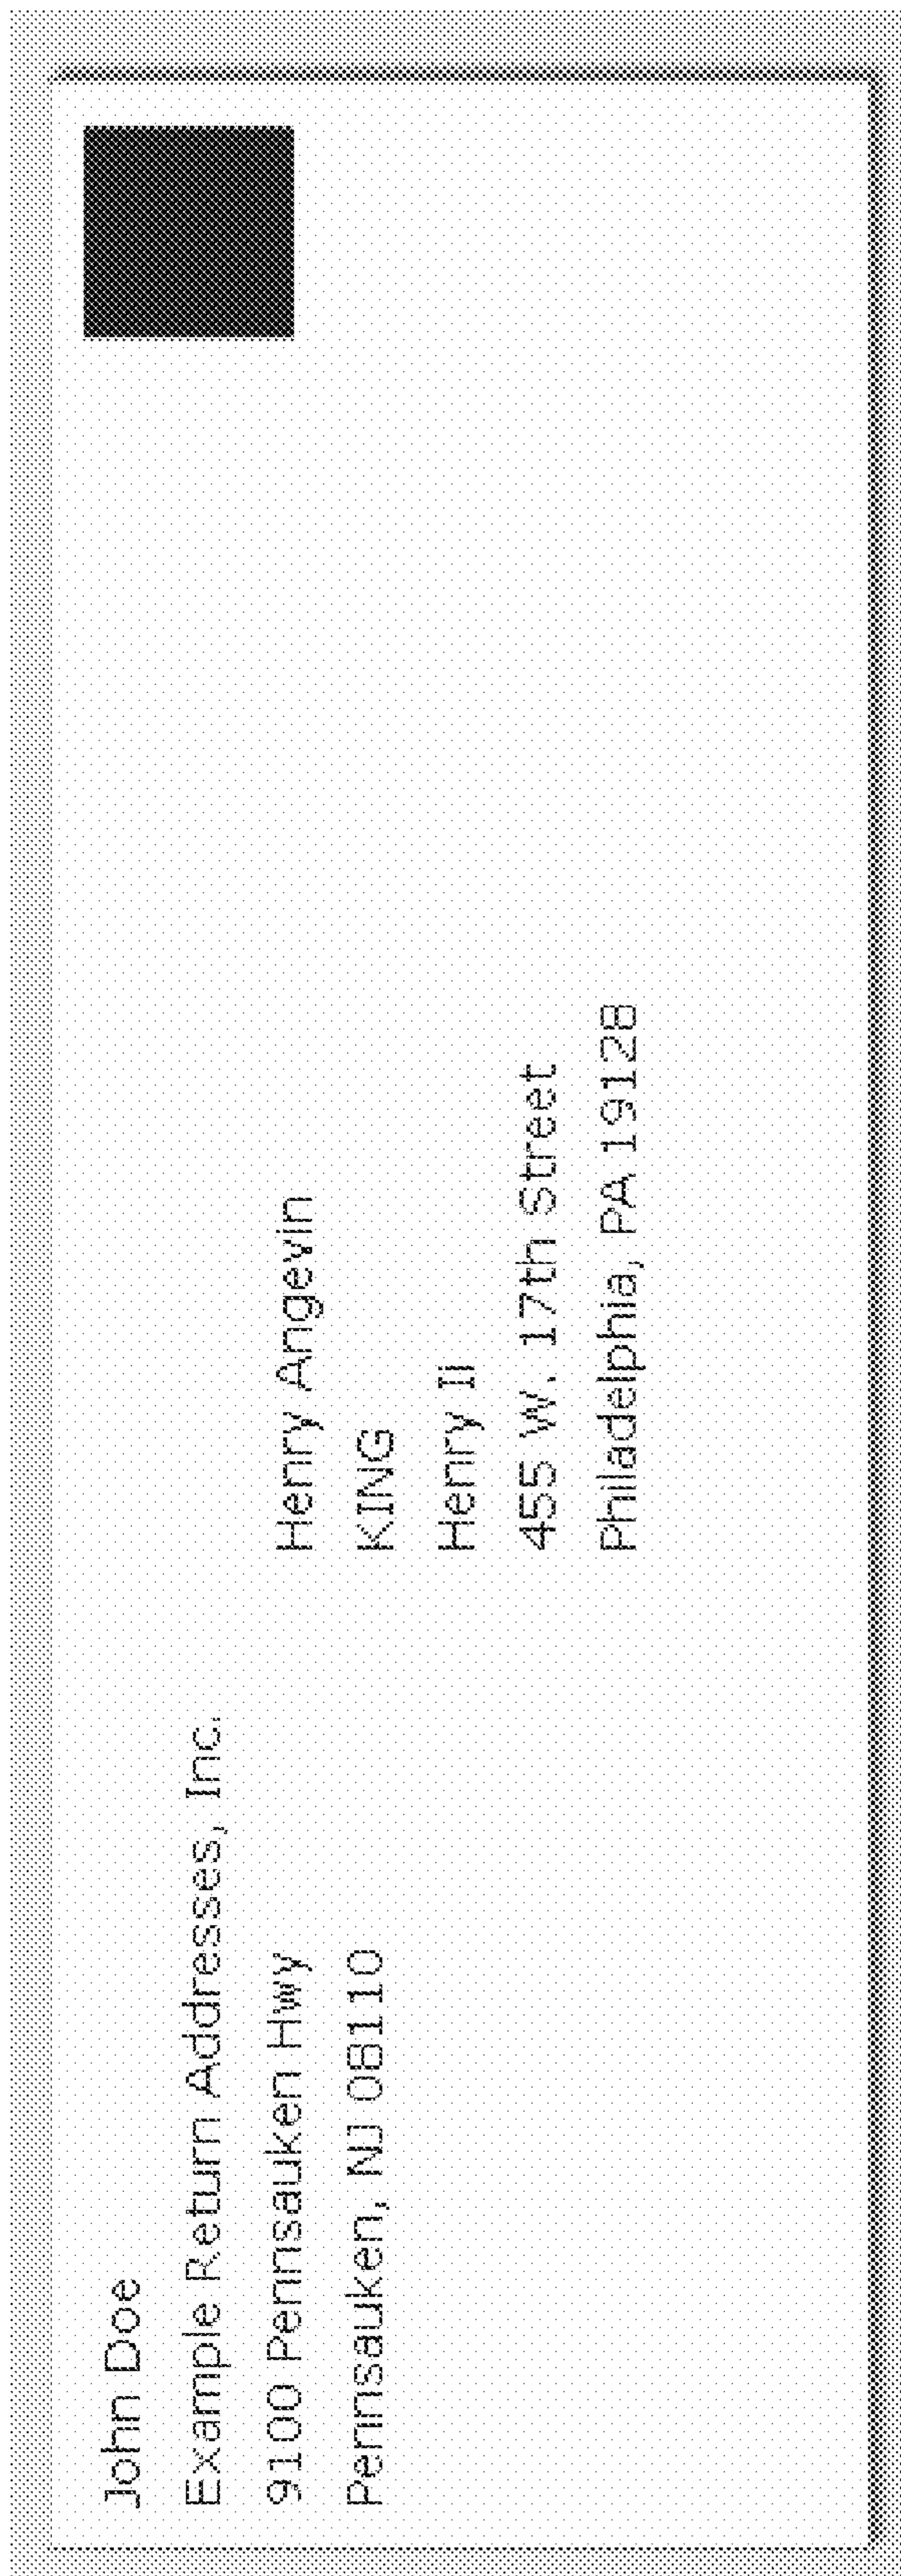 John Doe
Example Return Addresses, Inc.
9100 Pennsauken Hwy
Pennsauken, NJ 08110
Henry Angevin
KING
Henry Ii
455 W. 17th Street
Philadelphia, PA 19128